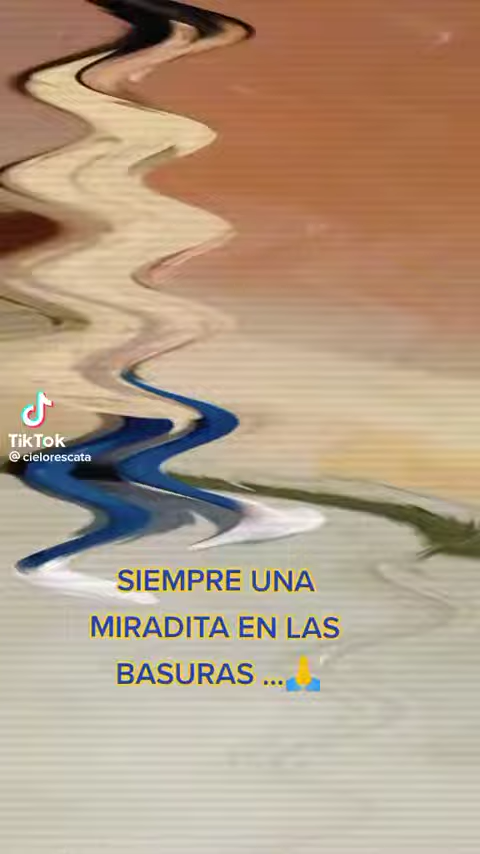 TikTok
@ cielorescata
SIEMPRE UNA
MIRADITA EN LAS
BASURAS ...🙏